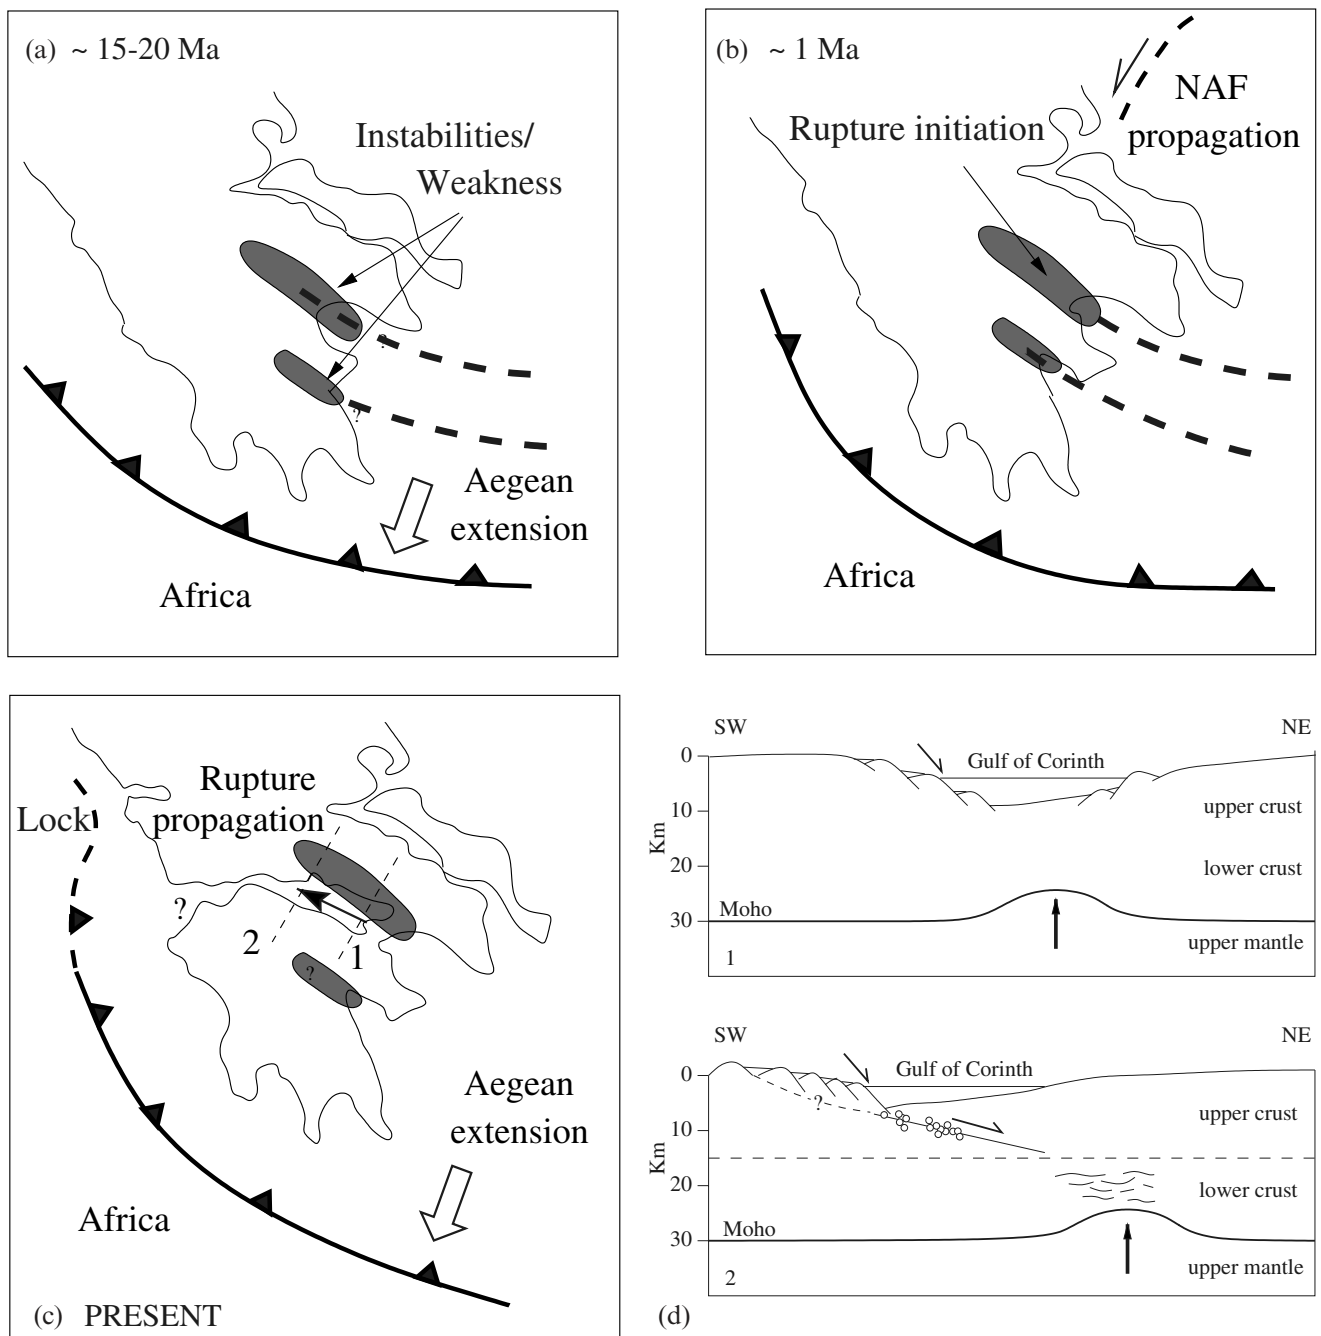 (a) ~ 15-20 Ma
Instabilities/
Weakness
?
?
Aegean
extension
Africa
(b) ~ 1 Ma
NAF
propagation
Rupture initiation
Africa
Rupture
propagation
Lock
?
2
1
?
Aegean
extension
Africa
(c) PRESENT
SW
NE
0
Gulf of Corinth
10
upper crust
Km
20
lower crust
Moho
30
upper mantle
1
SW
NE
0
Gulf of Corinth
?
upper crust
10
Km
20
lower crust
Moho
30
upper mantle
2
(d)